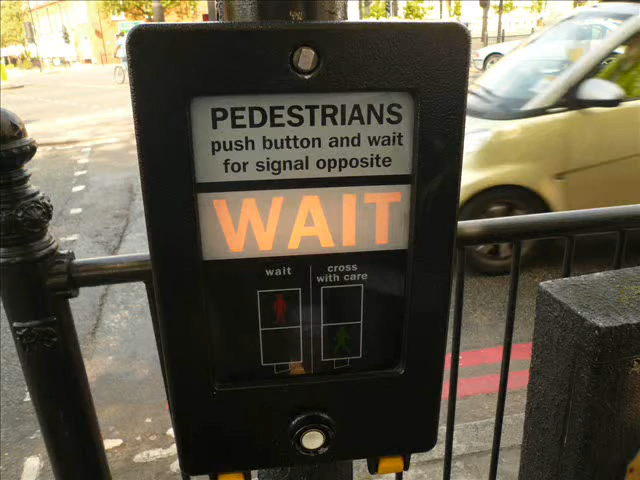 PEDESTRIANS
push button and wait
for signal opposite
WAIT
wait
cross
with care